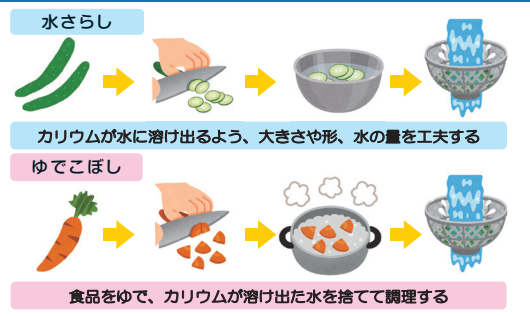 水さらし
カリウムが水に溶け出るよう、大きさや形、水の量を工夫する
ゆでこぼし
食品をゆで、カリウムが溶け出た水を捨てて調理する